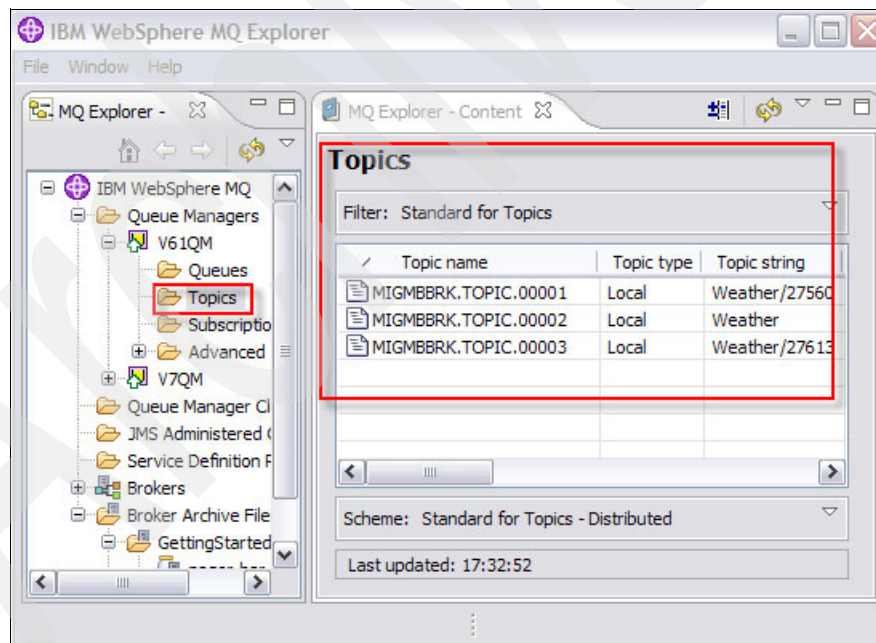 IBM WebSphere MQ Explorer
File Window Help
MQ Explorer -
IBM WebSphere MQ
Queue Managers
V61QM
Queues
Topics
Subscriptio
Advanced
V7QM
Queue Manager Cl
JMS Administered
Service Definition F
Brokers
Broker Archive File
GettingStarted
MQ Explorer - Content
Topics
Filter: Standard for Topics
Topic name Topic type Topic string
MIGMBBRK.TOPIC.00001 Local Weather/27560
MIGMBBRK.TOPIC.00002 Local Weather
MIGMBBRK.TOPIC.00003 Local Weather/27613
Scheme: Standard for Topics - Distributed
Last updated: 17:32:52